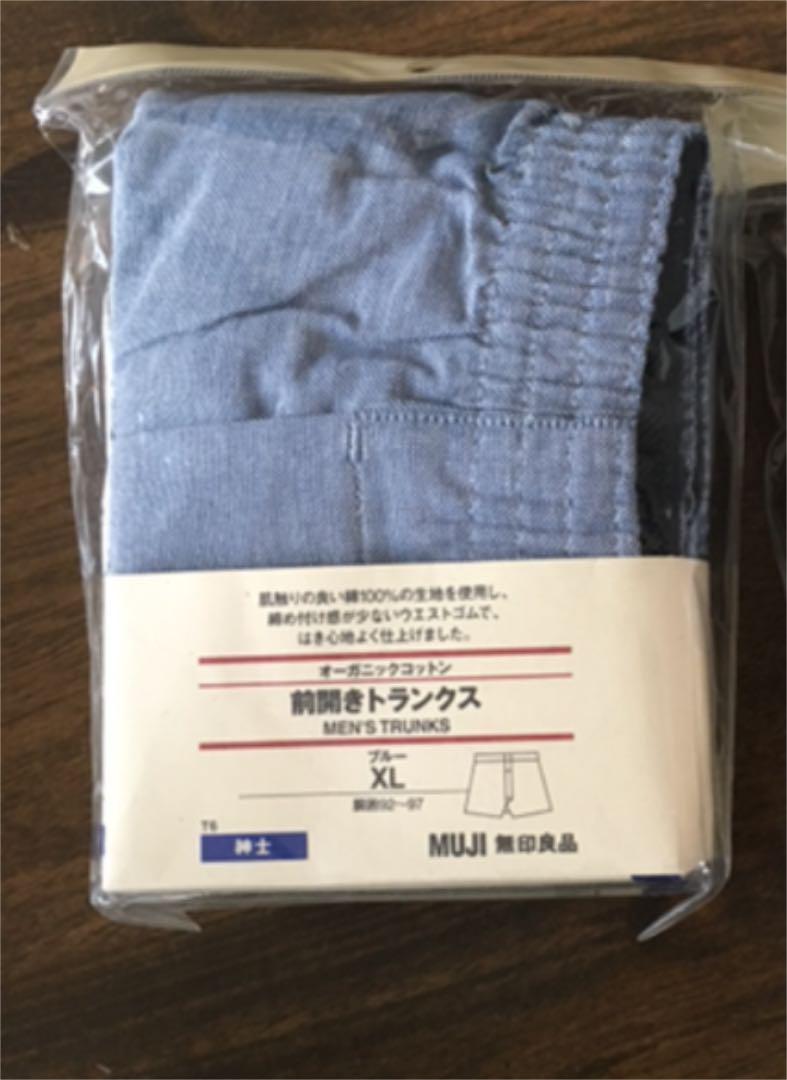 肌触りの良い綿100%の生地を使用し、
締め付け感が少ないウエストゴムで、
はき心地よく仕上げました。
オーガニックコットン
前開きトランクス
MEN'S TRUNKS
ブルー
XL
胴囲92〜97
T6
紳士
MUJI 無印良品